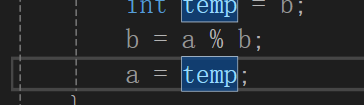 int temp = b;
b = a % b;
a = temp;
}